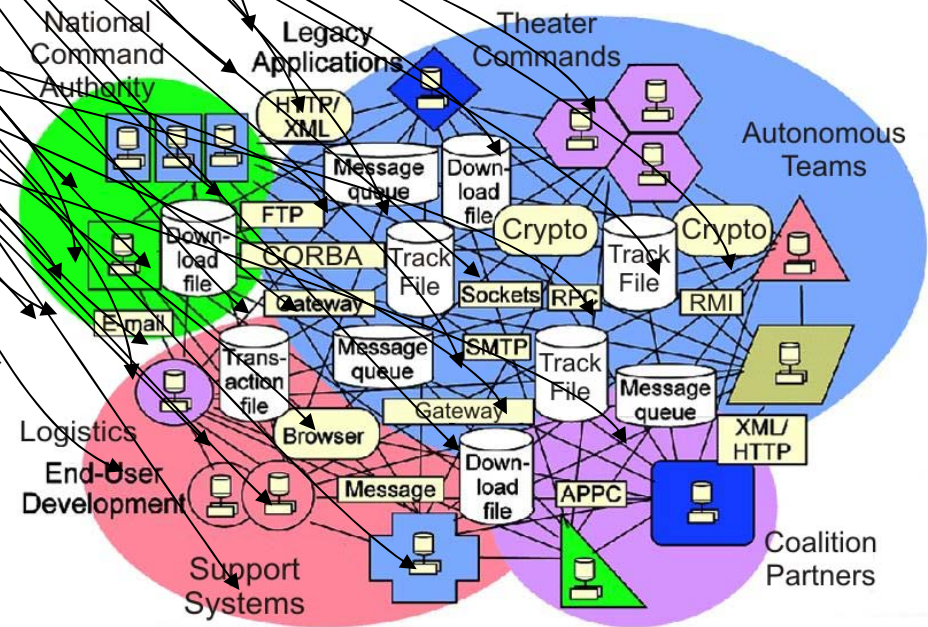 National
Command
Authority
Legacy
Applications
Theater
Commands
HTTP/
XML
Autonomous
Teams
Message
queue
Down-
load
file
FTP
Crypto
Crypto
Down-
load
file
CORBA
Track
File
Track
File
Gateway
Sockets
RPC
RMI
E-mail
Trans-
action
file
Message
queue
SMTP
Track
File
Message
queue
Gateway
Logistics
Browser
XML/
HTTP
End-User
Development
Message
Down-
load
file
APPC
Support
Systems
Coalition
Partners